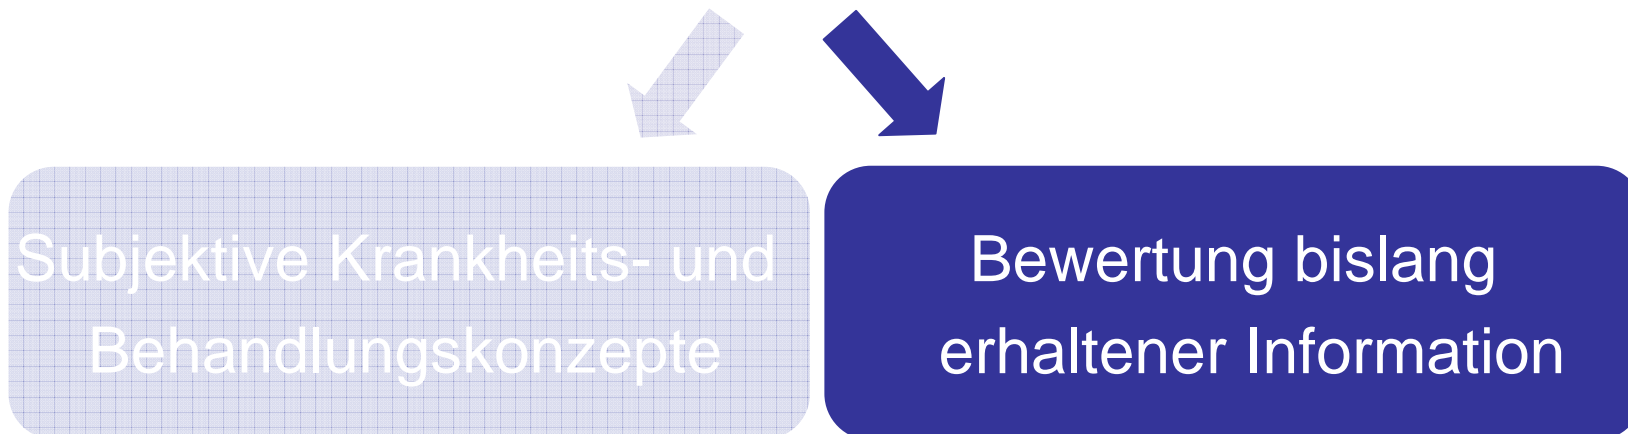 Subjektive Krankheits- und
Behandlungskonzepte
Bewertung bislang
erhaltener Information